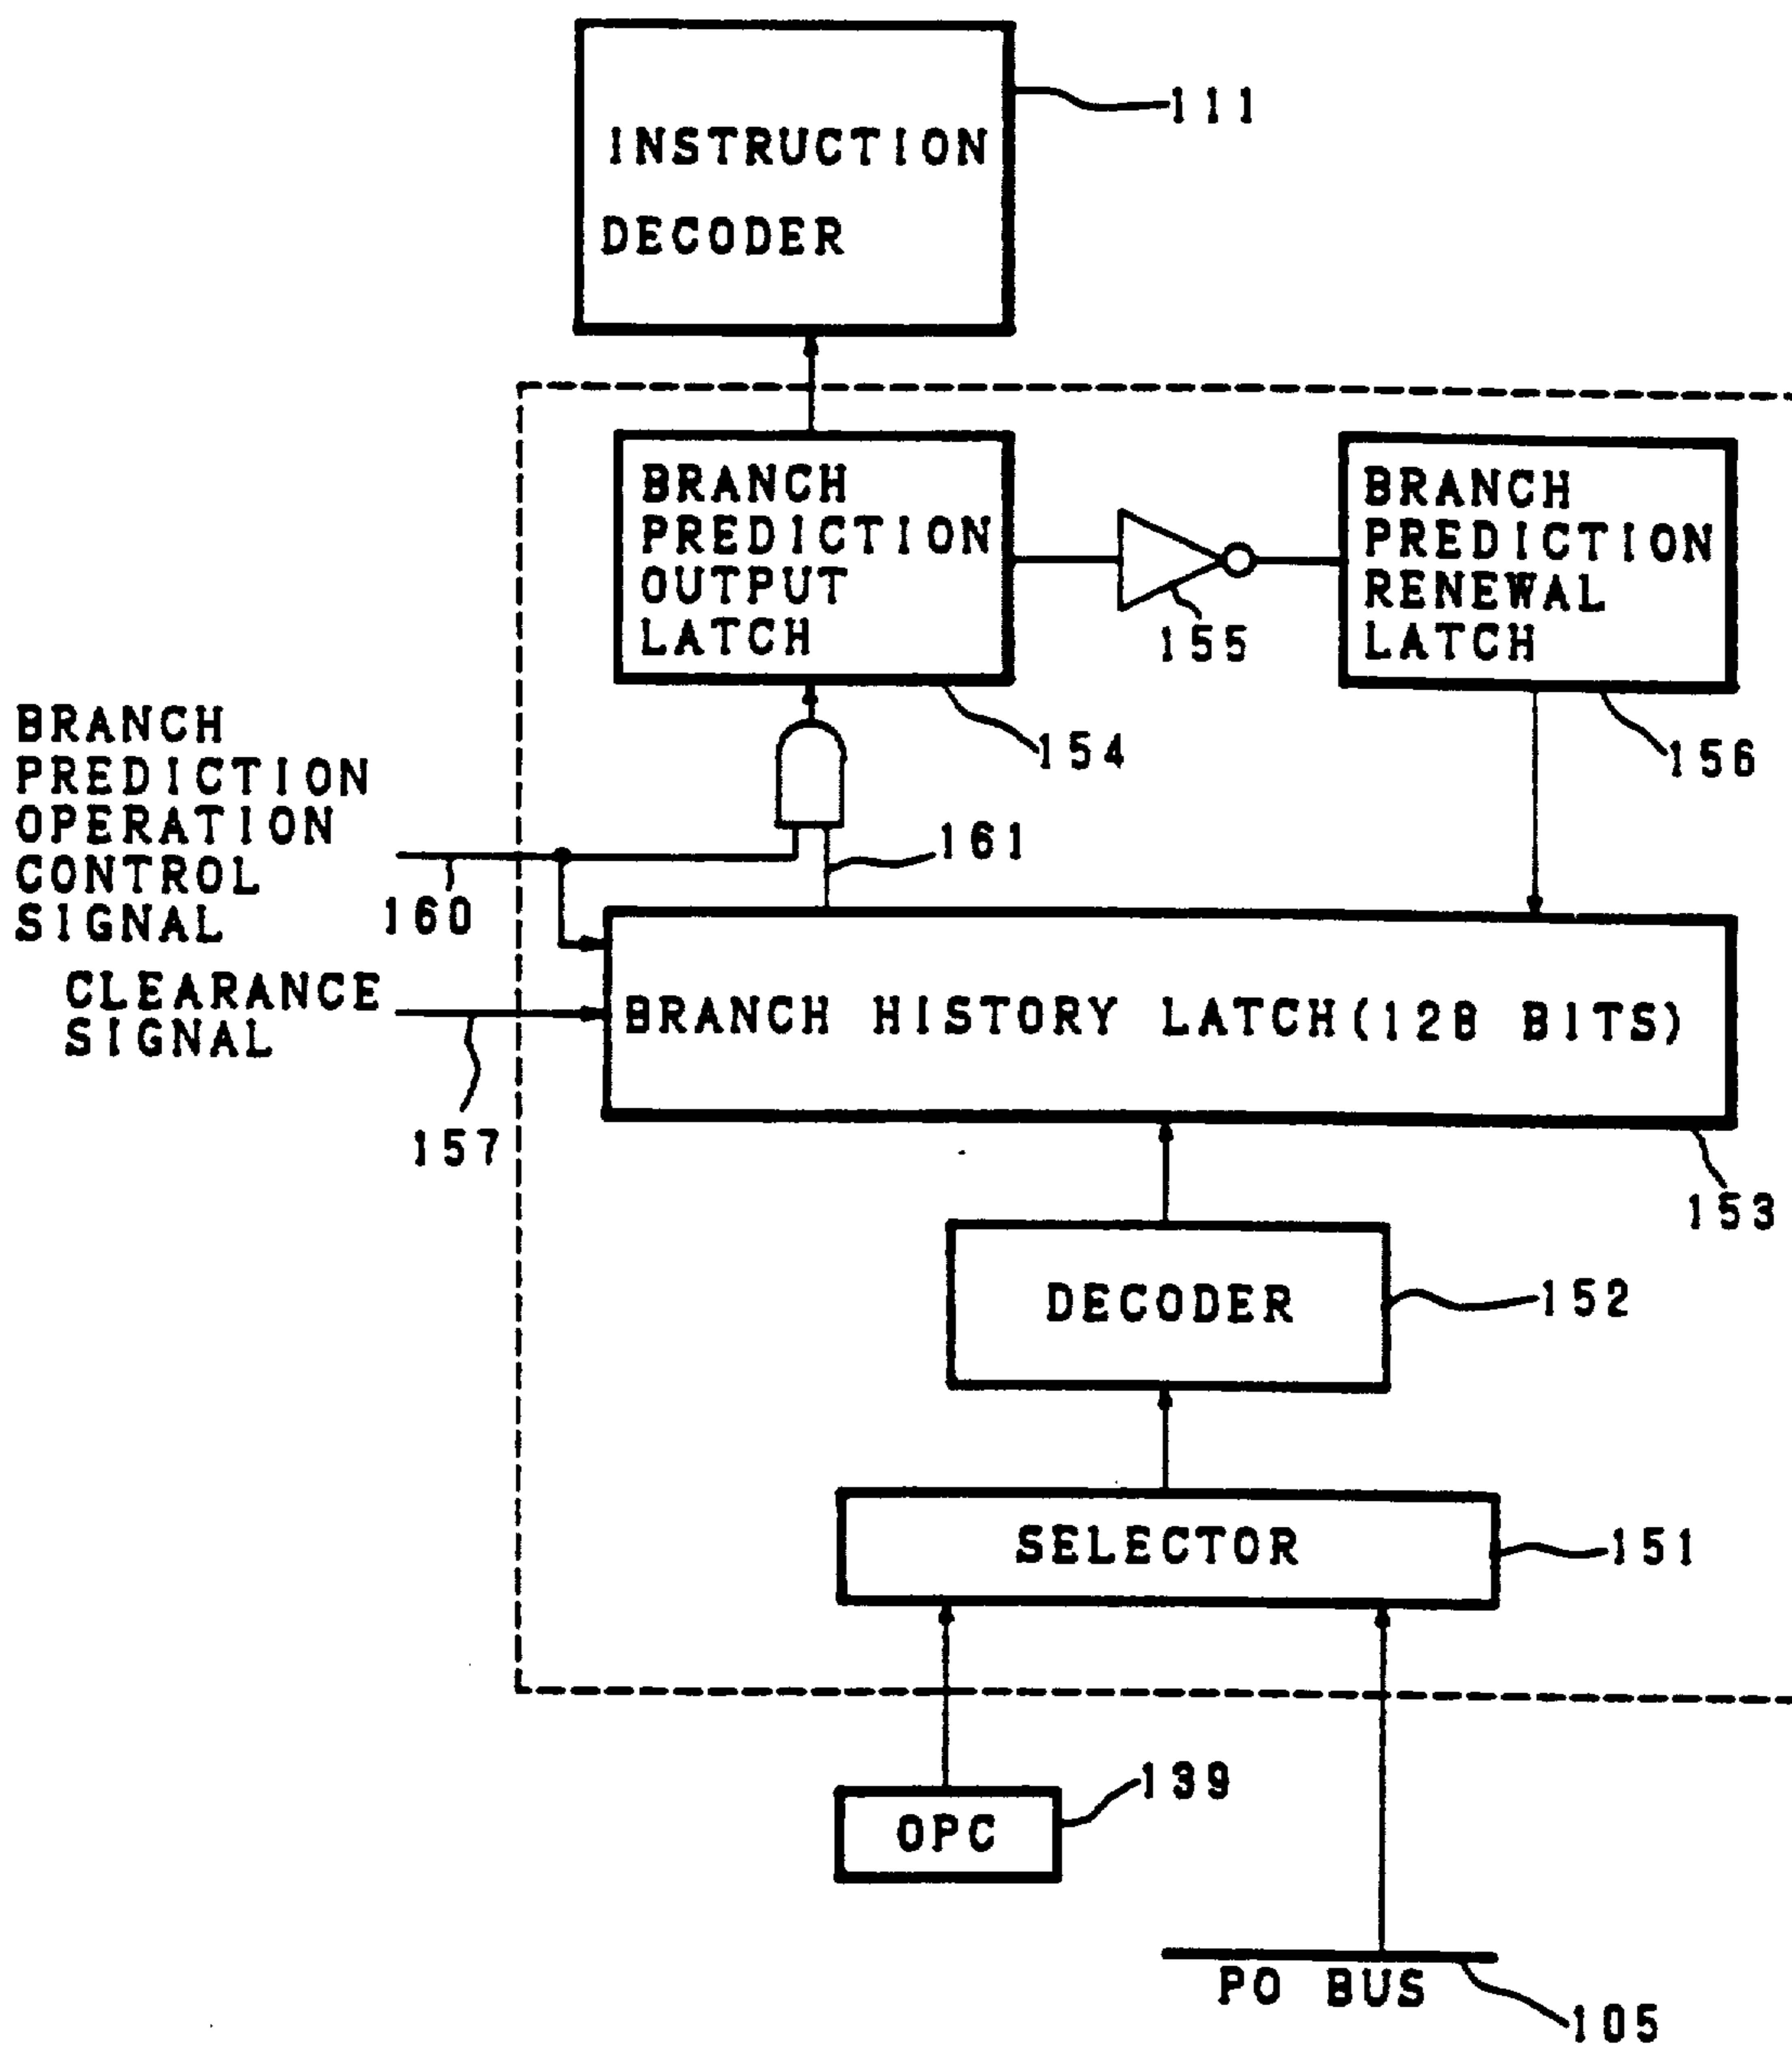 INSTRUCTION
DECODER
111
BRANCH
PREDICTION
OUTPUT
LATCH
155
BRANCH
PREDICTION
RENEWAL
LATCH
154
156
BRANCH
PREDICTION
OPERATION
CONTROL
SIGNAL
160
161
CLEARANCE
SIGNAL
157
BRANCH HISTORY LATCH(128 BITS)
153
DECODER
152
SELECTOR
151
OPC
139
PO BUS
105